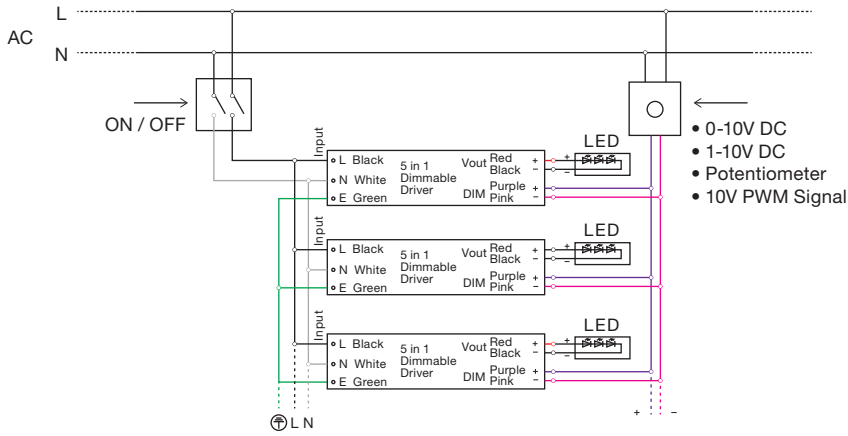 L
AC
N
ON / OFF
• 0-10V DC
• 1-10V DC
• Potentiometer
• 10V PWM Signal
Input
L Black
N White
E Green
5 in 1
Dimmable
Driver
Vout Red +
Black −
DIM Purple +
Pink −
LED
+
−
Input
L Black
N White
E Green
5 in 1
Dimmable
Driver
Vout Red +
Black −
DIM Purple +
Pink −
LED
+
−
Input
L Black
N White
E Green
5 in 1
Dimmable
Driver
Vout Red +
Black −
DIM Purple +
Pink −
LED
+
−
L N
+ −